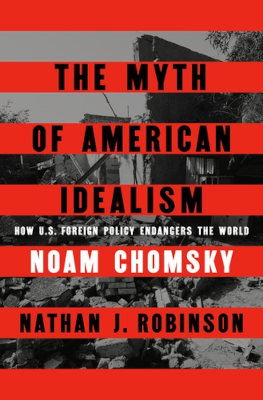 THE MYTH
OF AMERICAN
IDEALISM
HOW U.S. FOREIGN POLICY ENDANGERS THE WORLD
NOAM CHOMSKY
NATHAN J. ROBINSON